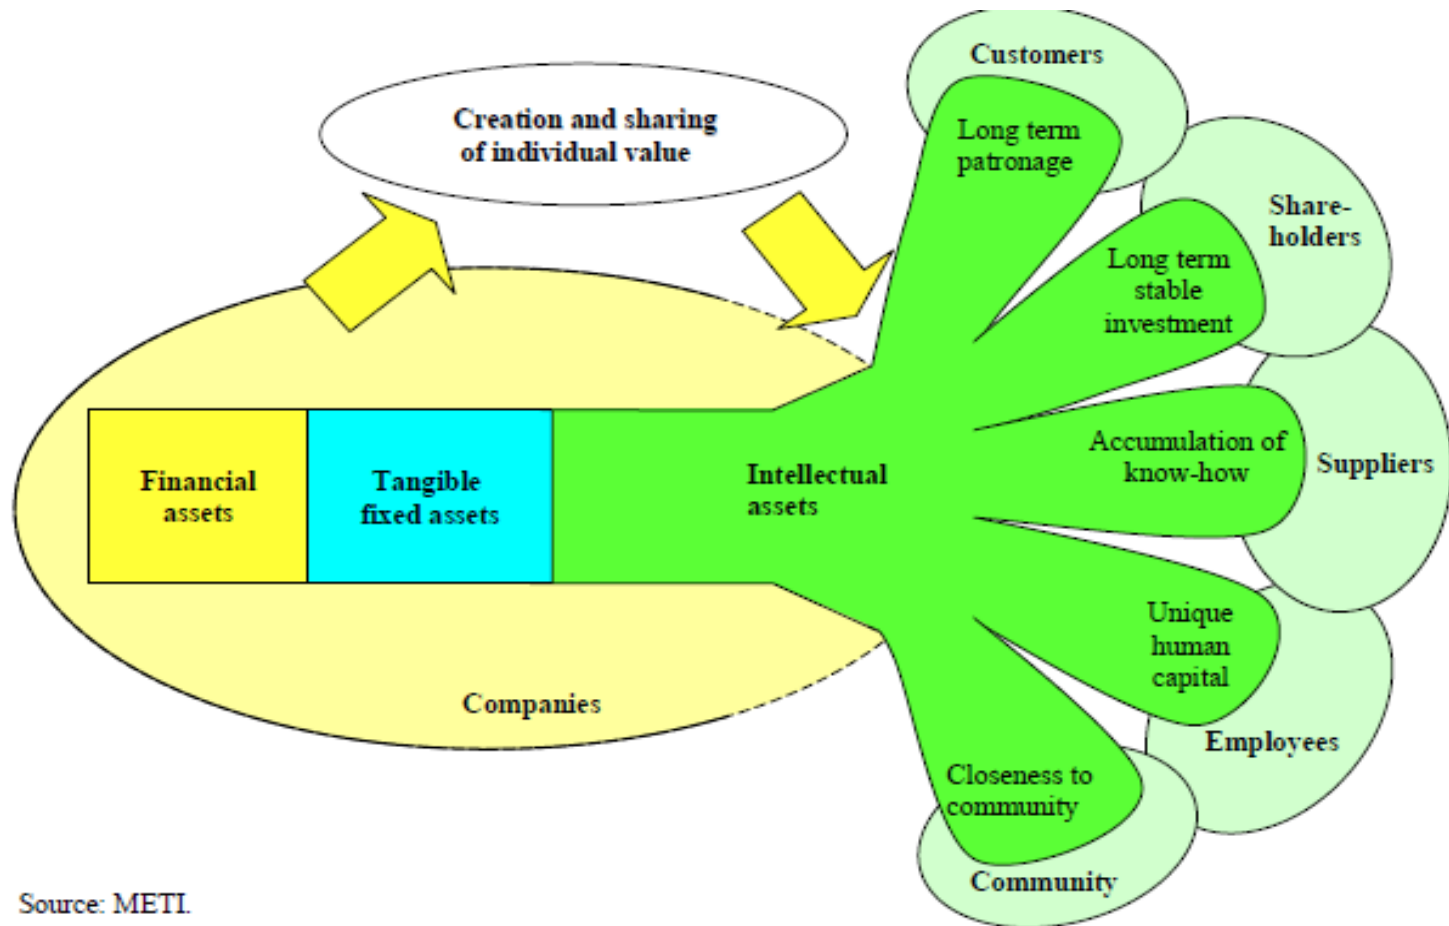 Customers
Creation and sharing
of individual value
Long term
patronage
Share-
holders
Long term
stable
investment
Accumulation of
know-how
Suppliers
Financial
assets
Tangible
fixed assets
Intellectual
assets
Unique
human
capital
Companies
Employees
Closeness to
community
Community
Source: METI.